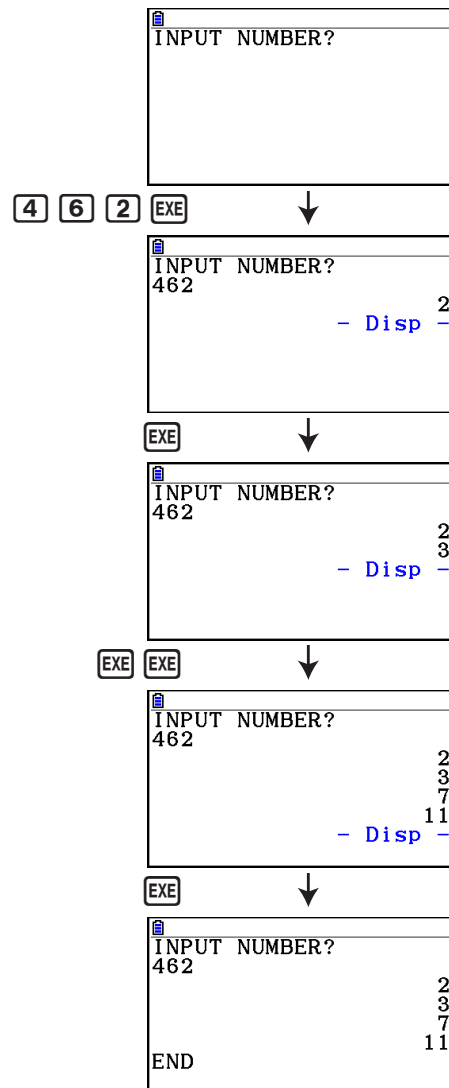 INPUT NUMBER?
4 6 2 EXE
INPUT NUMBER?
462
2
- Disp -
EXE
INPUT NUMBER?
462
2
3
- Disp -
EXE EXE
INPUT NUMBER?
462
2
3
7
11
- Disp -
EXE
INPUT NUMBER?
462
2
3
7
11
END